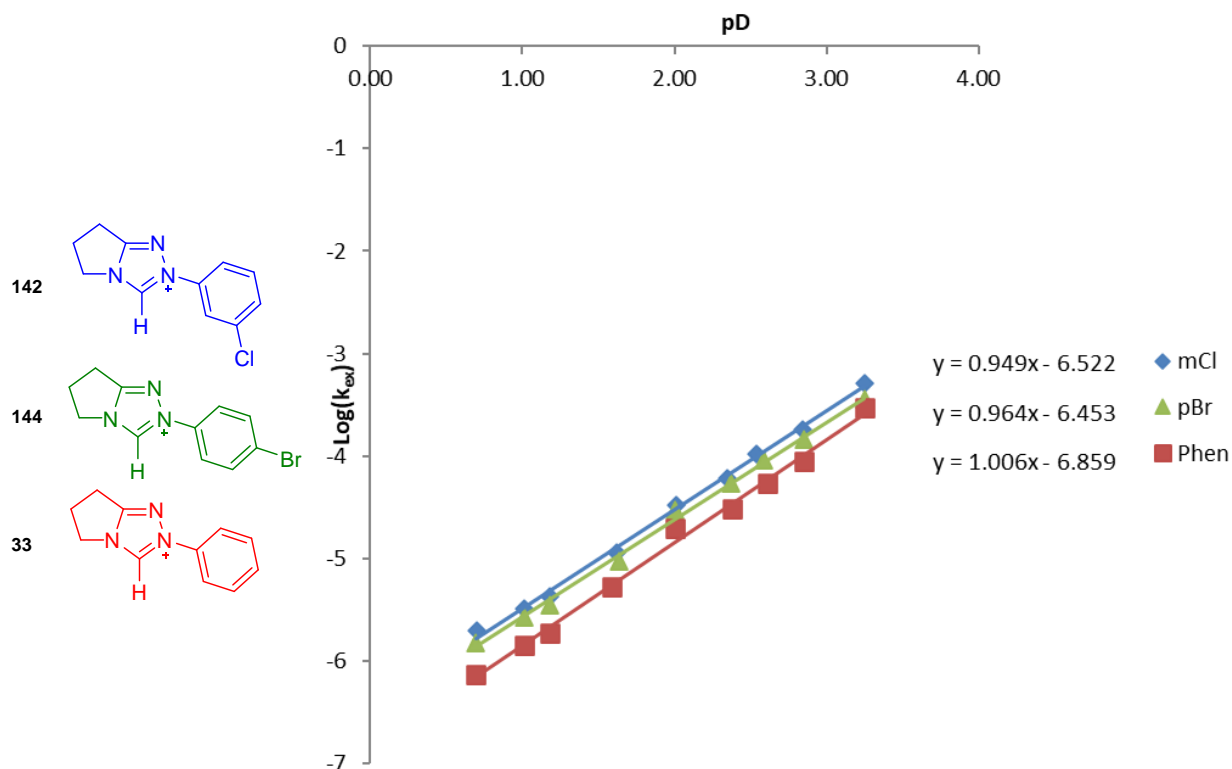 pD
0
0.00 1.00 2.00 3.00 4.00
-1
-2
-3
-4
-5
-6
-7
Log(kex)
142
N
N
N
+
H
Cl
144
N
N
N
+
H
Br
33
N
N
N
+
H
y = 0.949x - 6.522
mCl
y = 0.964x - 6.453
pBr
y = 1.006x - 6.859
Phen